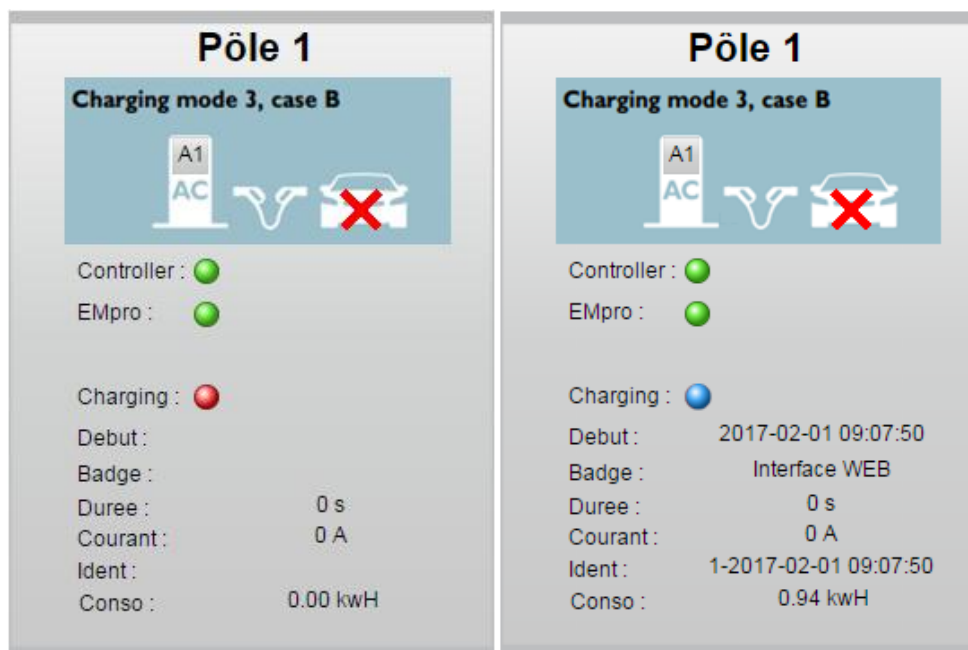 Pôle 1
Charging mode 3, case B
A1
AC
Controller :
EMpro :
Charging :
Debut :
Badge :
Duree : 0 s
Courant : 0 A
Ident :
Conso : 0.00 kwH
Pôle 1
Charging mode 3, case B
A1
AC
Controller :
EMpro :
Charging :
Debut : 2017-02-01 09:07:50
Badge : Interface WEB
Duree : 0 s
Courant : 0 A
Ident : 1-2017-02-01 09:07:50
Conso : 0.94 kwH